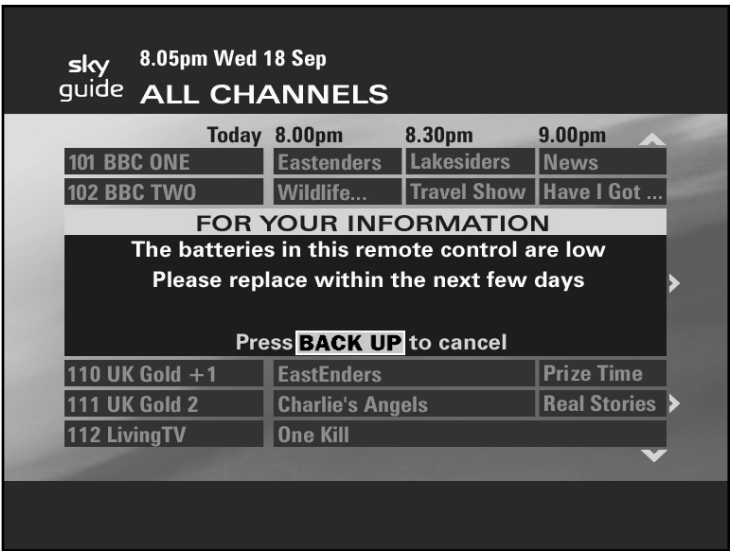 sky guide 8.05pm Wed 18 Sep
ALL CHANNELS
Today 8.00pm 8.30pm 9.00pm
101 BBC ONE Eastenders Lakesiders News
102 BBC TWO Wildlife... Travel Show Have I Got ...
FOR YOUR INFORMATION
The batteries in this remote control are low
Please replace within the next few days
Press BACK UP to cancel
110 UK Gold +1 EastEnders Prize Time
111 UK Gold 2 Charlie's Angels Real Stories
112 LivingTV One Kill